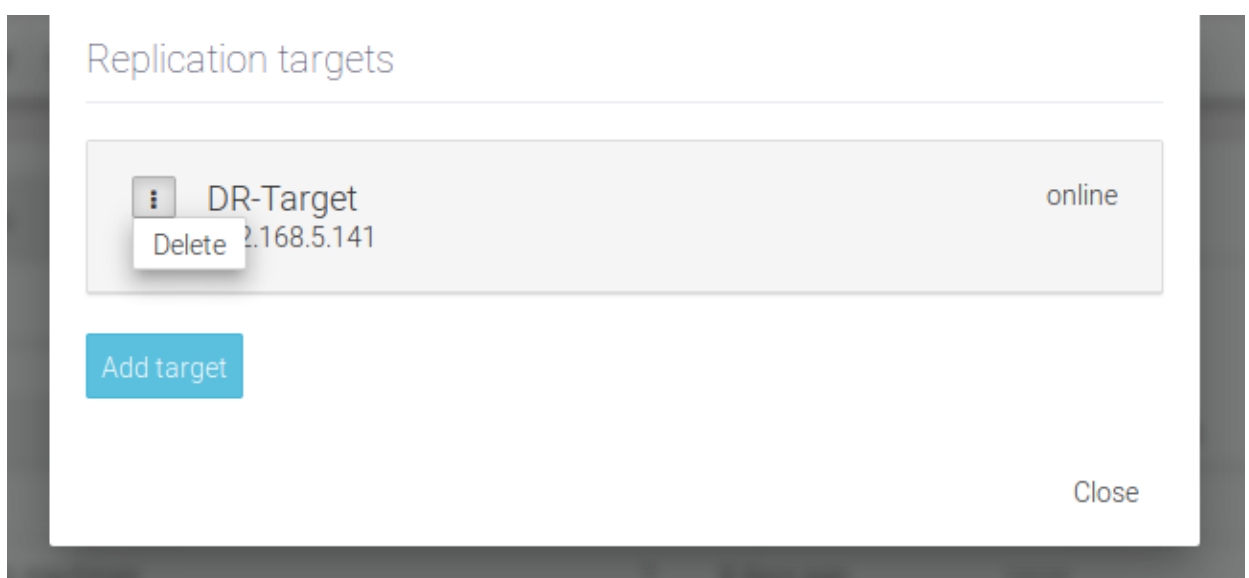 Replication targets
DR-Target
online
Delete
2.168.5.141
Add target
Close